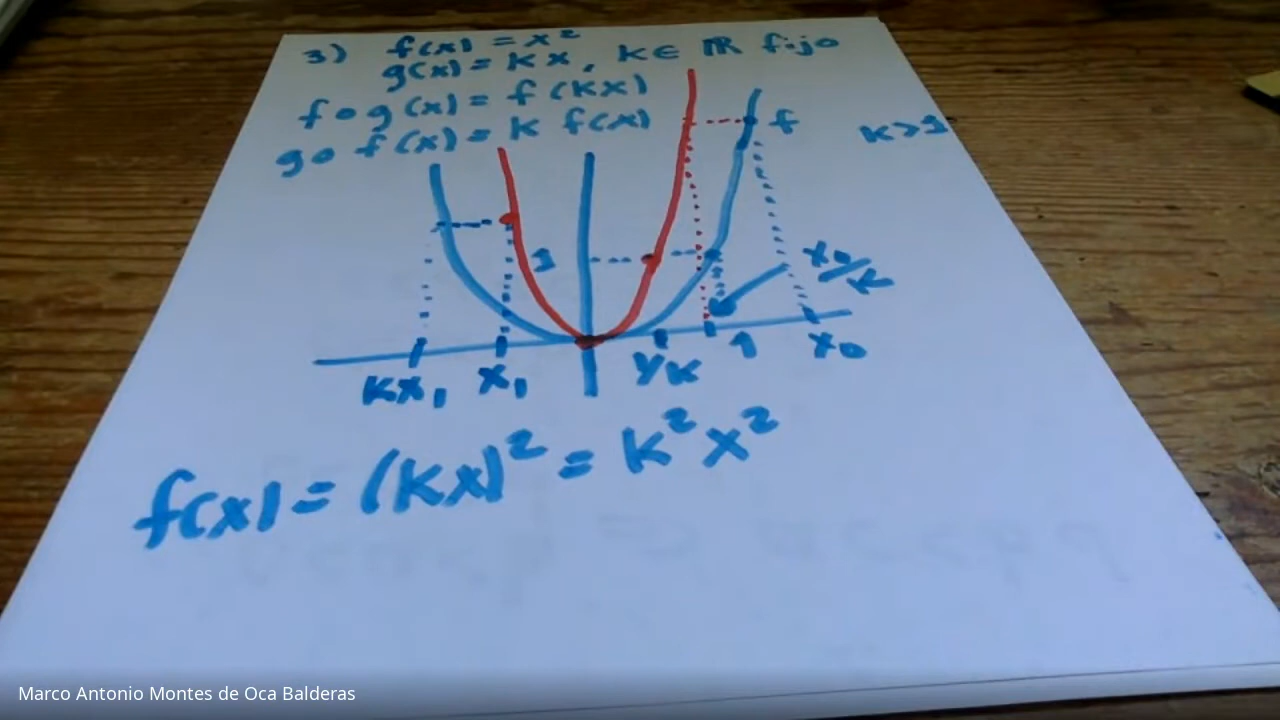 3) f(x) = x²
g(x) = kx, k ∈ ℝ fijo
f∘g(x) = f(kx)
g∘f(x) = k f(x)
f
k>1
1
x₀/k
kx₁
x₁
1/k
1
x₀
f(x) = (kx)² = k²x²
Marco Antonio Montes de Oca Balderas